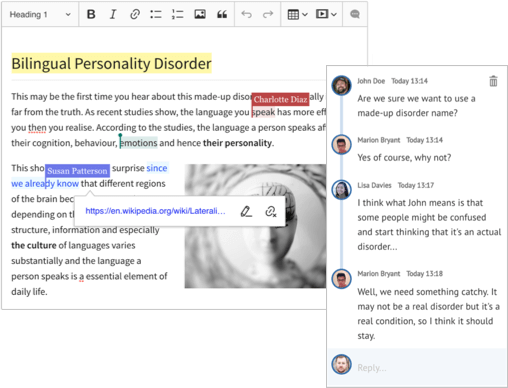 Heading 1
Bilingual Personality Disorder
This may be the first time you hear about this made-up disor
ally
Charlotte Diaz
far from the truth. As recent studies show, the language you speak has more eff
you then you realise. According to the studies, the language a person speaks af
their cognition, behaviour, emotions and hence their personality.
This sho
surprise since
Susan Patterson
we already know that different regions
of the brain bec
https://en.wikipedia.org/wiki/Laterali...
depending on th
structure, information and especially
the culture of languages varies
substantially and the language a
person speaks is a essential element of
daily life.
John Doe Today 13:14
Are we sure we want to use a
made-up disorder name?
Marion Bryant Today 13:14
Yes of course, why not?
Lisa Davies Today 13:17
I think what John means is that
some people might be confused
and start thinking that it's an actual
disorder...
Marion Bryant Today 13:18
Well, we need something catchy. It
may not be a real disorder but it's a
real condition, so I think it should
stay.
Reply...